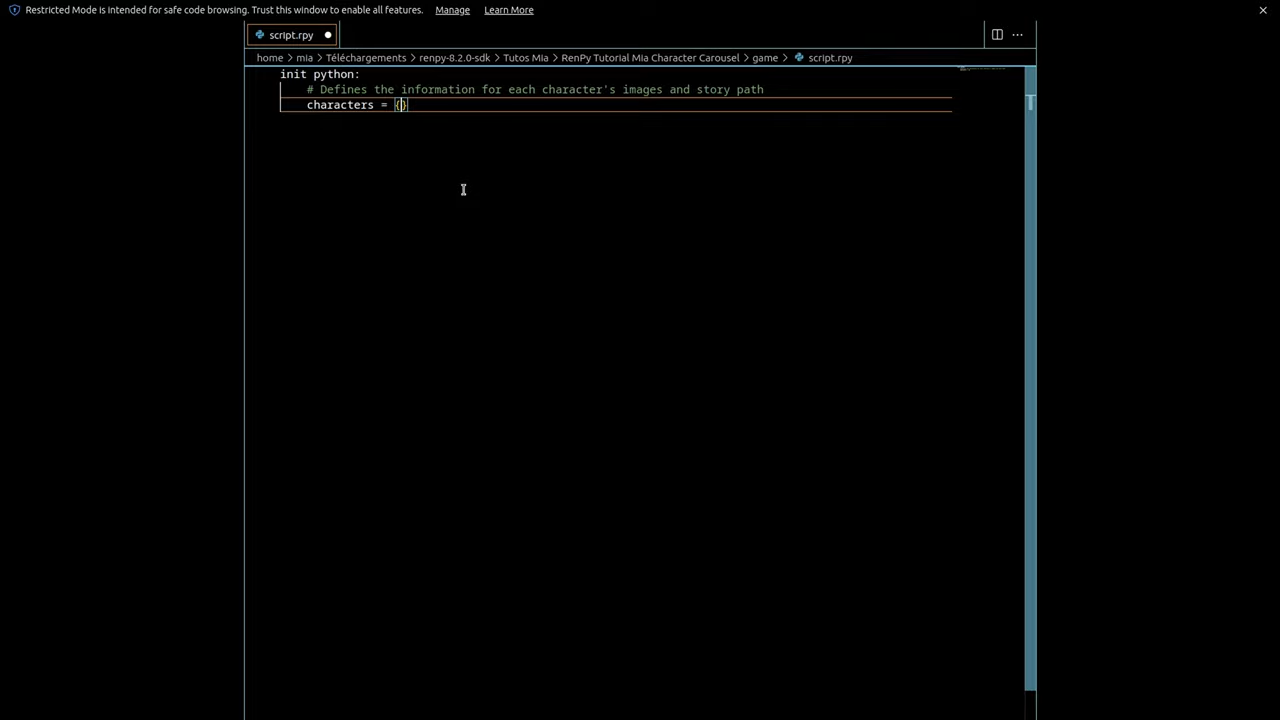 Restricted Mode is intended for safe code browsing. Trust this window to enable all features. Manage Learn More
script.rpy
home > mia > Téléchargements > renpy-8.2.0-sdk > Tutos Mia > RenPy Tutorial Mia Character Carousel > game > script.rpy
init python:
# Defines the information for each character's images and story path
characters = {}